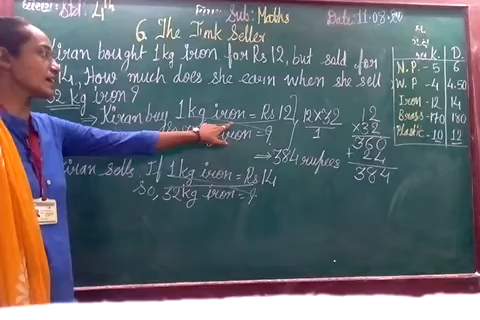 Std: 4th Sub: Maths Date: 11.08.
6. The Junk Seller
Kiran bought 1kg iron for Rs 12, but sold for
How much does she earn when she sell
32 kg iron?
→ Kiran buy 1kg iron = Rs 12
iron = ?
12 × 32
1
⇒ 384 rupees
12
×32
360
+ 24
384
Kiran sells. If 1kg iron = Rs 14
So, 32kg iron = ?
K. D.
N.P. - 5 6
W.P. - 4 4.50
Iron - 12 14
Brass - 170 180
Plastic - 10 12